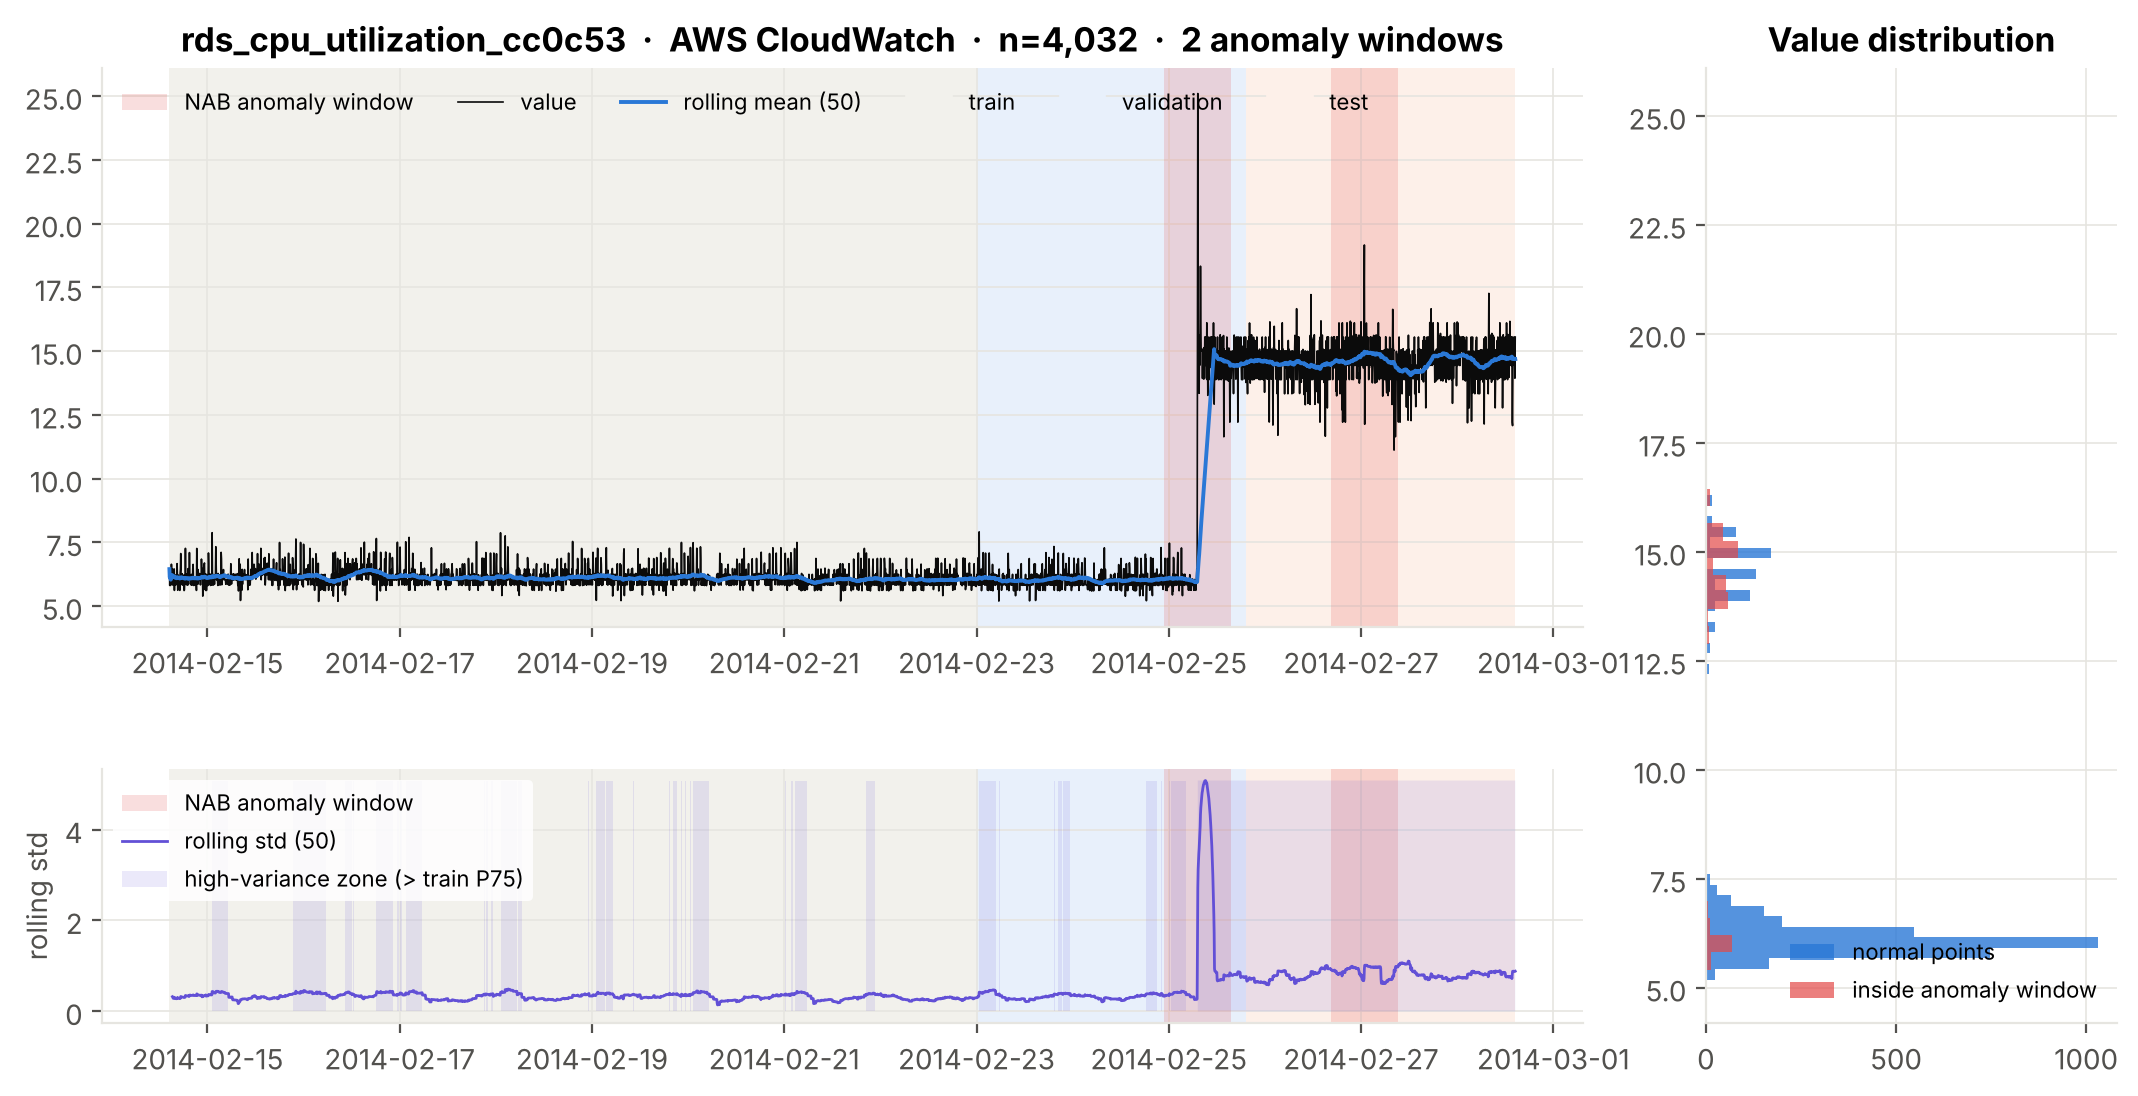 rds_cpu_utilization_cc0c53 · AWS CloudWatch · n=4,032 · 2 anomaly windows
NAB anomaly window
value
rolling mean (50)
train
validation
test
25.0
22.5
20.0
17.5
15.0
12.5
10.0
7.5
5.0
2014-02-15
2014-02-17
2014-02-19
2014-02-21
2014-02-23
2014-02-25
2014-02-27
2014-03-01
Value distribution
25.0
22.5
20.0
17.5
15.0
12.5
10.0
7.5
5.0
normal points
inside anomaly window
0
500
1000
NAB anomaly window
rolling std (50)
high-variance zone (> train P75)
rolling std
4
2
0
2014-02-15
2014-02-17
2014-02-19
2014-02-21
2014-02-23
2014-02-25
2014-02-27
2014-03-01